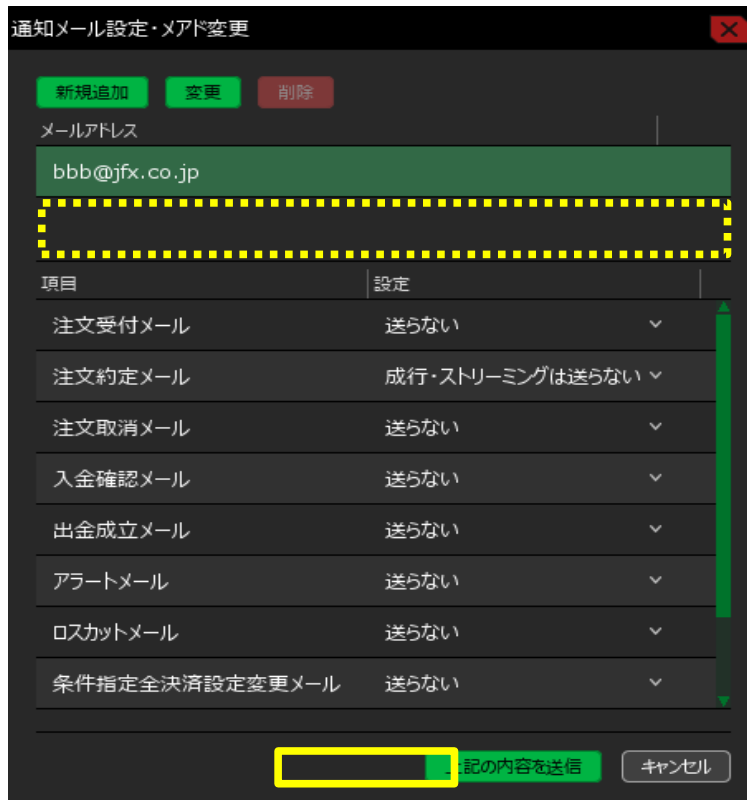 通知メール設定・メアド変更
新規追加 変更 削除
メールアドレス
bbb@jfx.co.jp
項目 設定
注文受付メール 送らない
注文約定メール 成行・ストリーミングは送らない
注文取消メール 送らない
入金確認メール 送らない
出金成立メール 送らない
アラートメール 送らない
ロスカットメール 送らない
条件指定全決済設定変更メール 送らない
上記の内容を送信 キャンセル